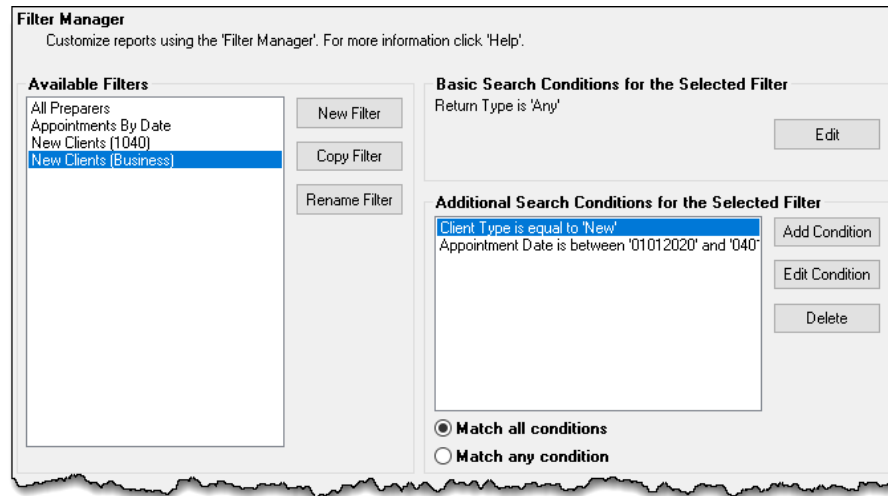 Filter Manager
Customize reports using the 'Filter Manager'. For more information click 'Help'.
Available Filters
All Preparers
Appointments By Date
New Clients (1040)
New Clients (Business)
New Filter
Copy Filter
Rename Filter
Basic Search Conditions for the Selected Filter
Return Type is 'Any'
Edit
Additional Search Conditions for the Selected Filter
Client Type is equal to 'New'
Appointment Date is between '01012020' and '040
Add Condition
Edit Condition
Delete
Match all conditions
Match any condition